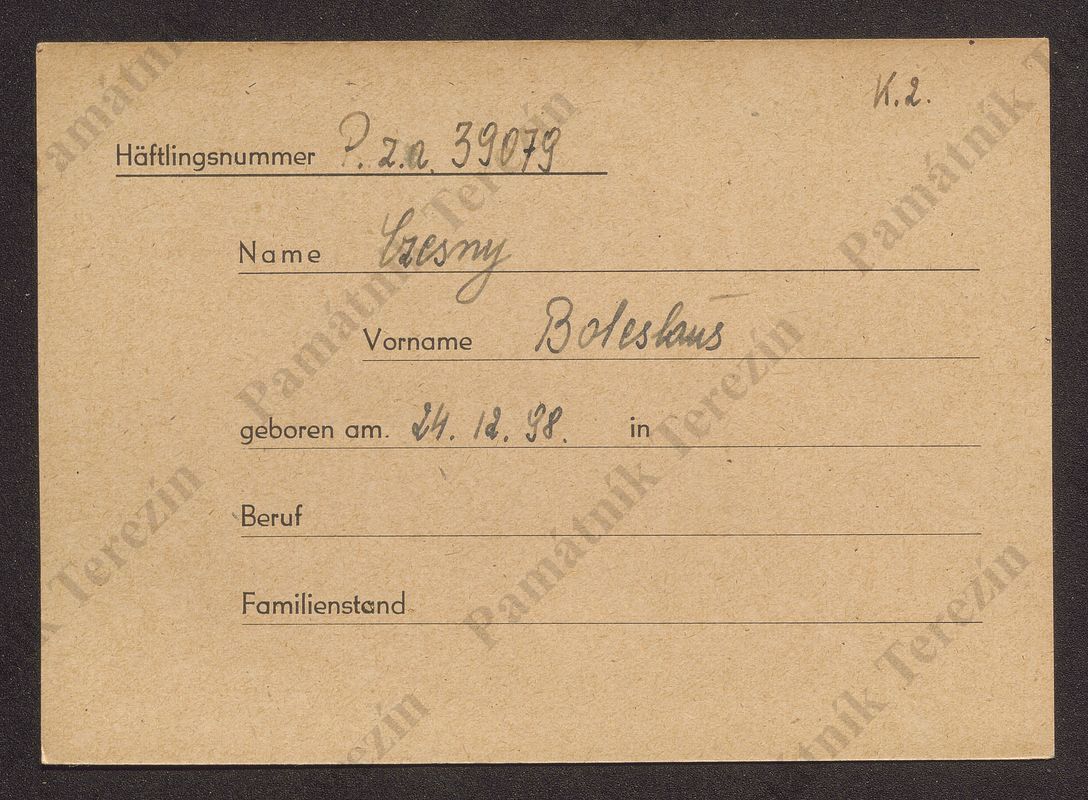 K.2.
Häftlingsnummer P. z.a. 39079
Name Czesny
Vorname Boleslaus
geboren am. 24. 12. 98. in
Beruf
Familienstand
Památník Terezín